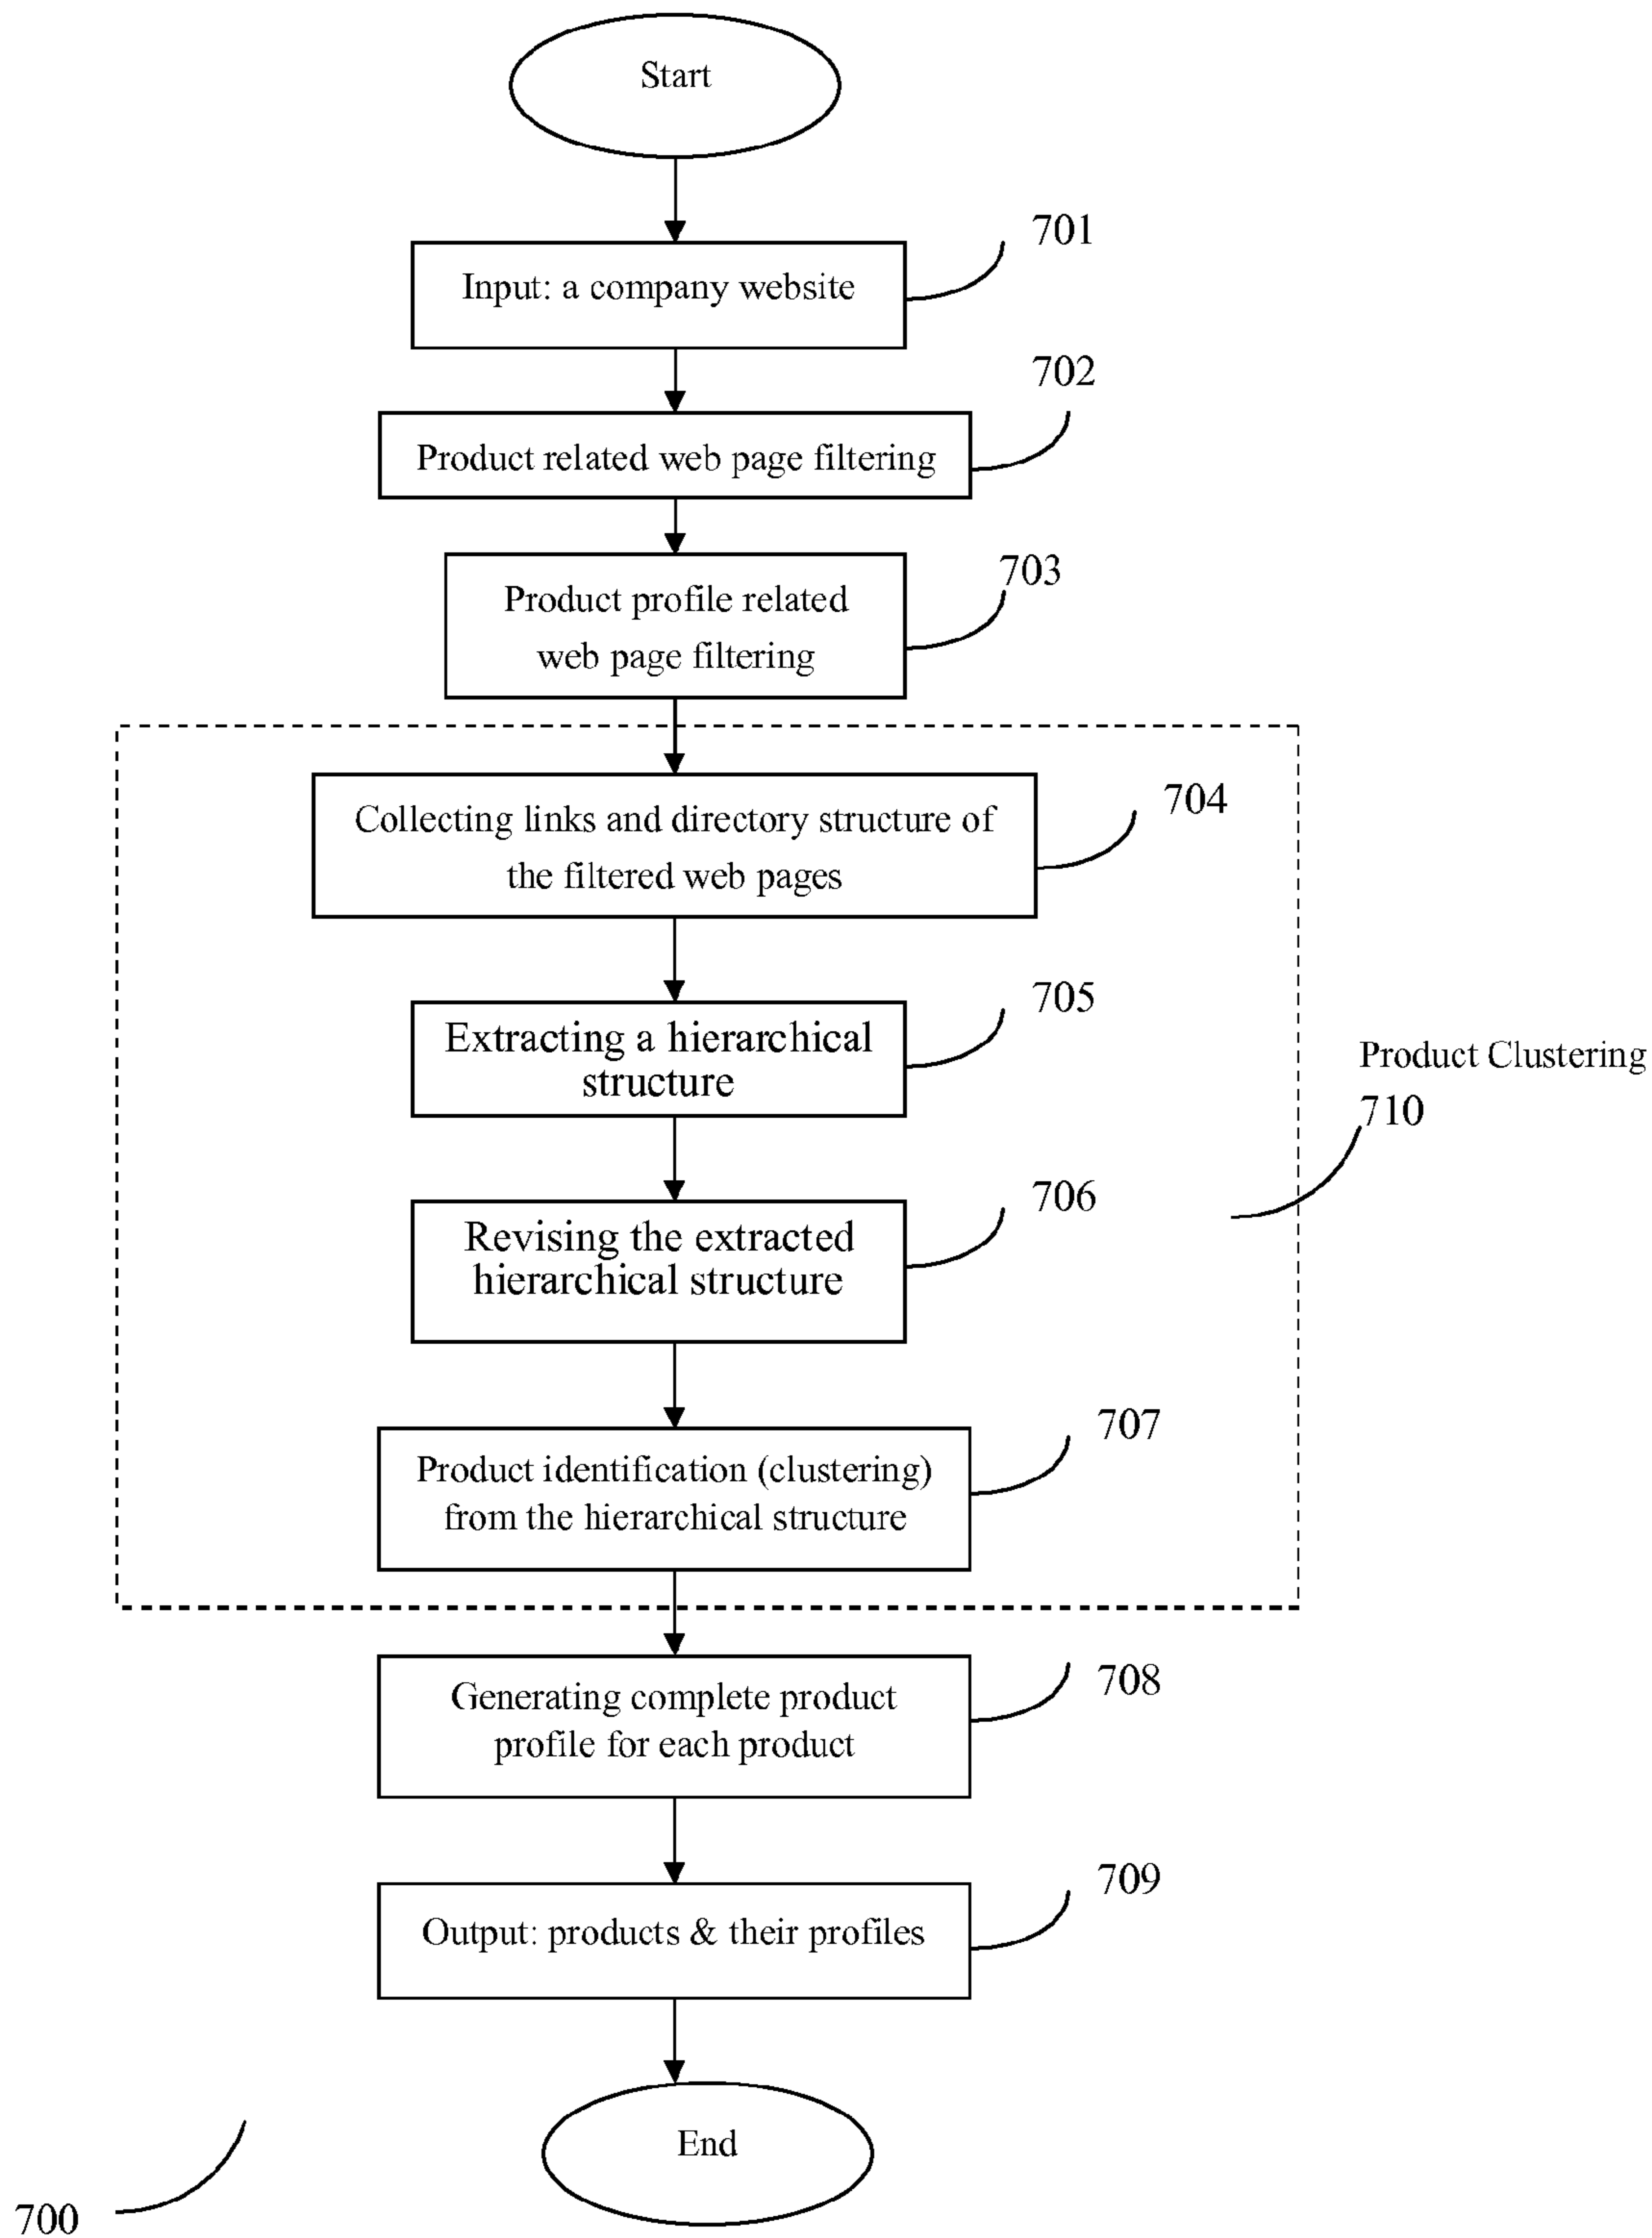 Start
701
Input: a company website
702
Product related web page filtering
703
Product profile related
web page filtering
704
Collecting links and directory structure of
the filtered web pages
705
Extracting a hierarchical
structure
Product Clustering
710
706
Revising the extracted
hierarchical structure
707
Product identification (clustering)
from the hierarchical structure
708
Generating complete product
profile for each product
709
Output: products & their profiles
End
700